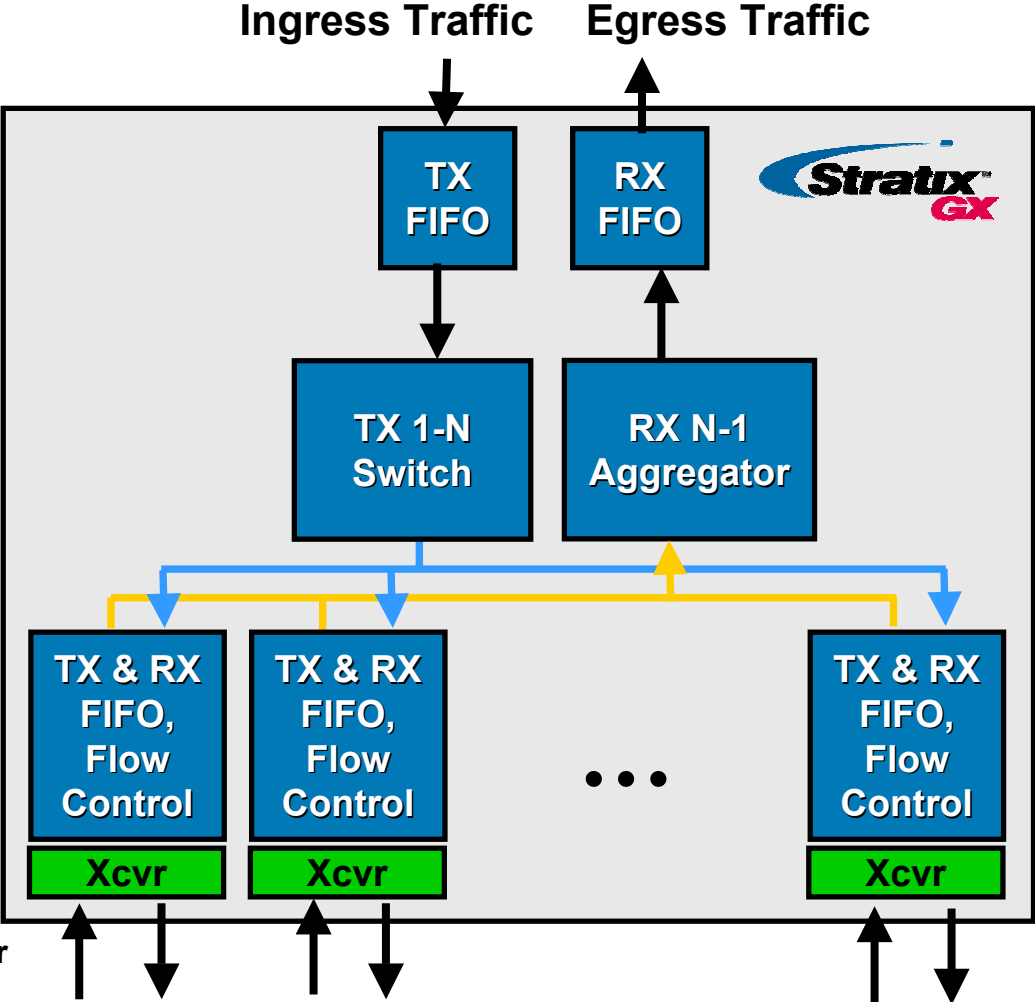 Ingress Traffic Egress Traffic
TX
FIFO
RX
FIFO
Stratix™
GX
TX 1-N
Switch
RX N-1
Aggregator
TX & RX
FIFO,
Flow
Control
TX & RX
FIFO,
Flow
Control
• • •
TX & RX
FIFO,
Flow
Control
Xcvr
Xcvr
Xcvr
r